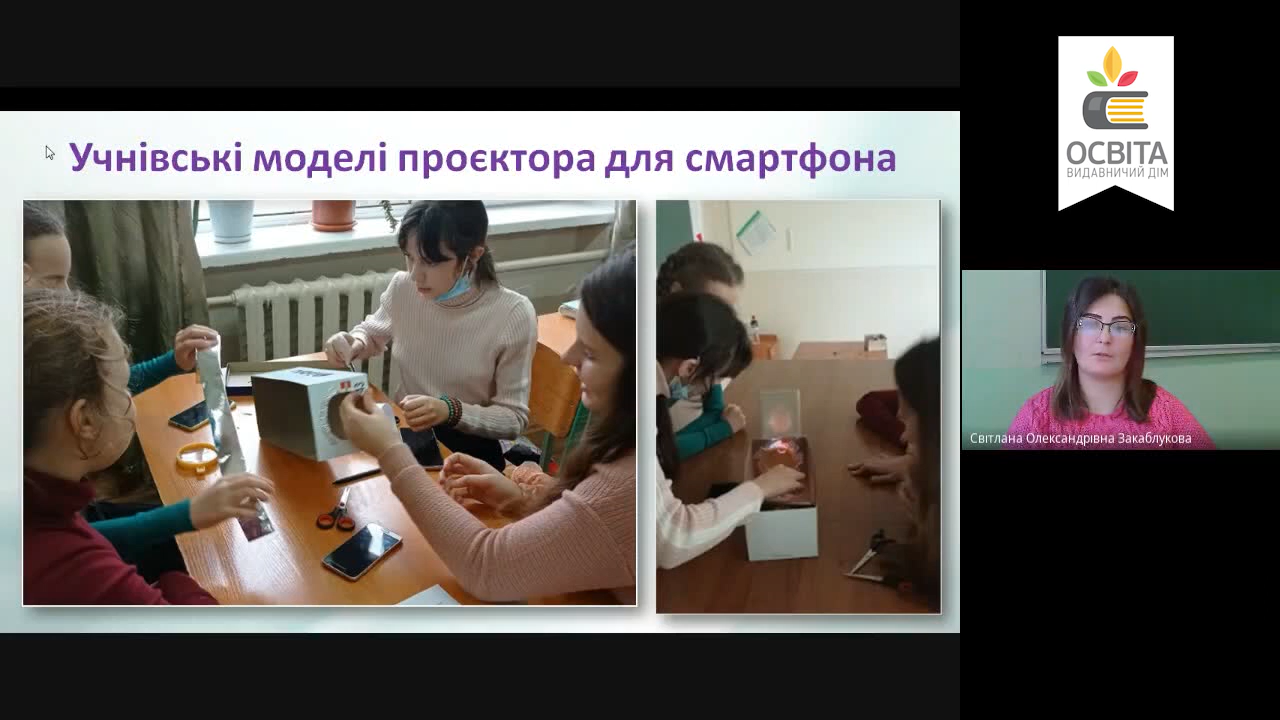 Учнівські моделі проєктора для смартфона
ОСВІТА
ВИДАВНИЧИЙ ДІМ
Світлана Олександрівна Закаблукова